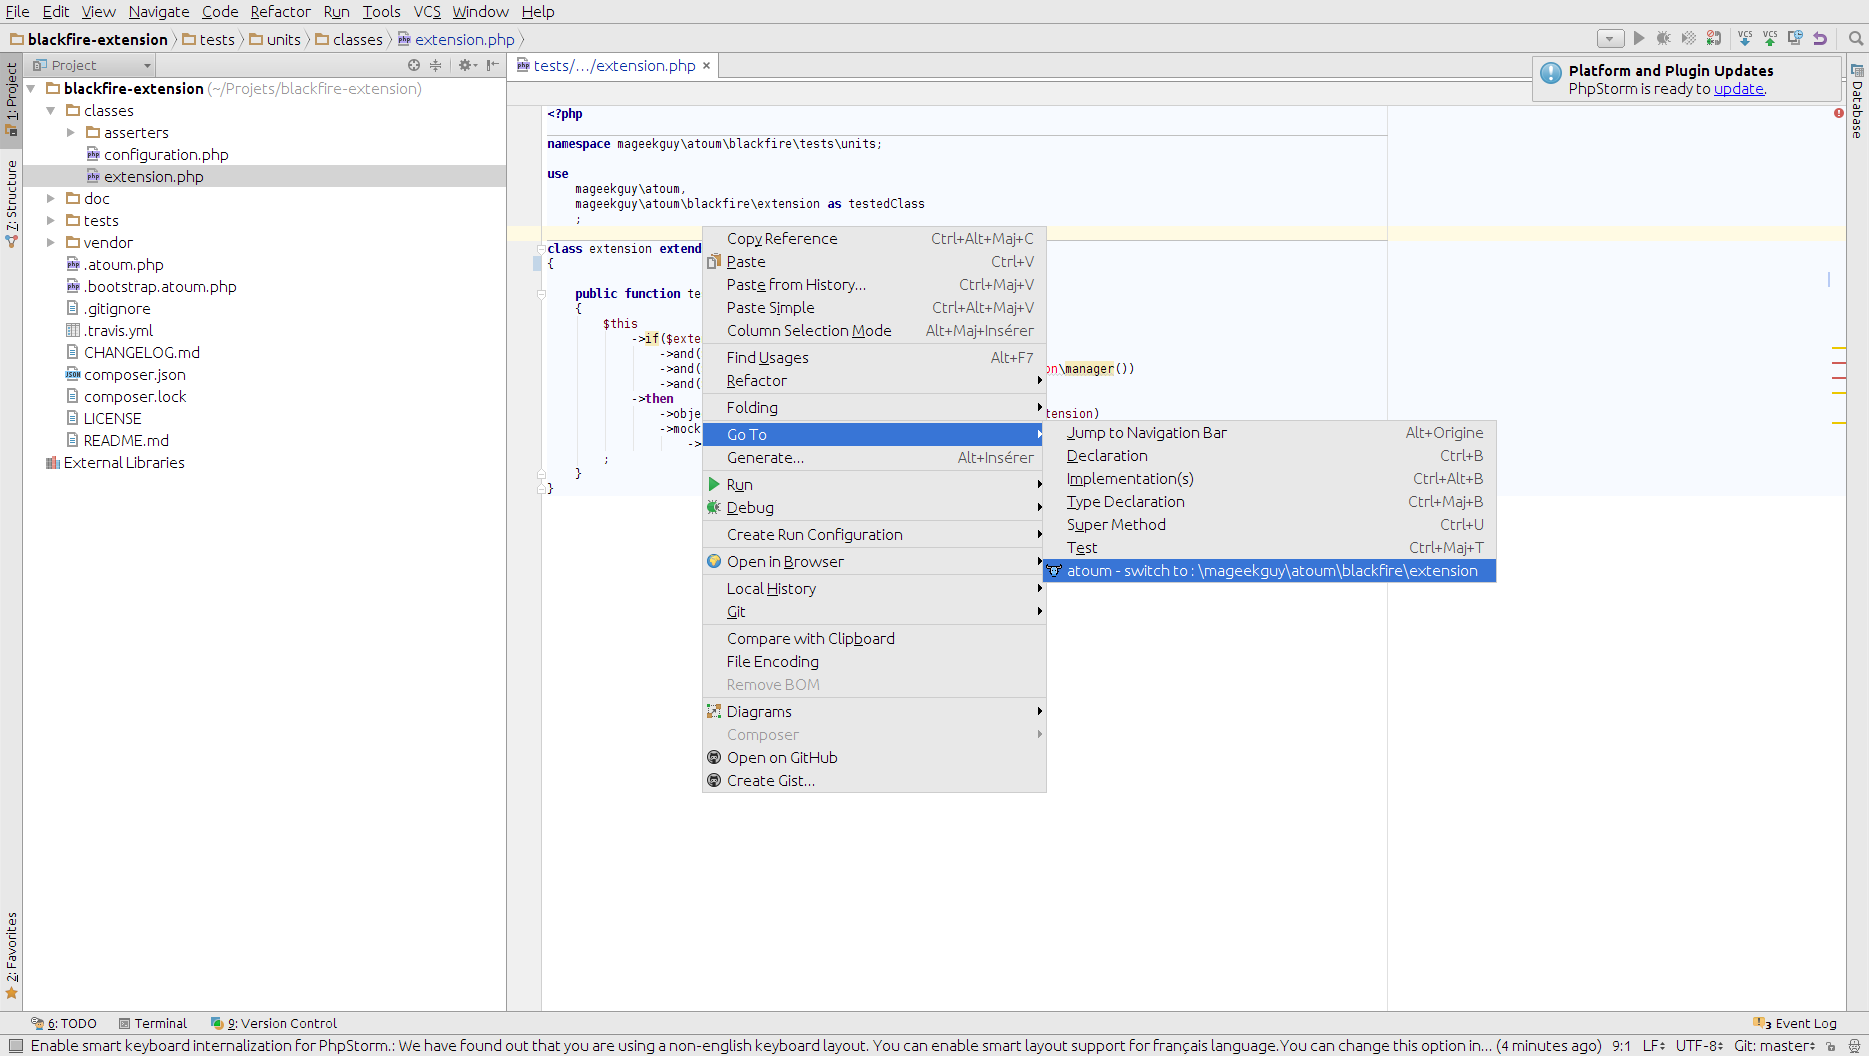 File Edit View Navigate Code Refactor Run Tools VCS Window Help
blackfire-extension tests units classes extension.php
1: Project
7: Structure
2: Favorites
Project
blackfire-extension (~/Projets/blackfire-extension)
classes
asserters
configuration.php
extension.php
doc
tests
vendor
.atoum.php
.bootstrap.atoum.php
.gitignore
.travis.yml
CHANGELOG.md
composer.json
composer.lock
LICENSE
README.md
External Libraries
tests/.../extension.php
Platform and Plugin Updates
PhpStorm is ready to update.
Database
<?php
namespace mageekguy\atoum\blackfire\tests\units;
use
mageekguy\atoum,
mageekguy\atoum\blackfire\extension as testedClass
;
class extension extend
{
public function te
{
$this
->if($exte
->and(
->and( on\manager())
->and(
->then
->obje tension)
->mock
->
;
}
}
Copy Reference Ctrl+Alt+Maj+C
Paste Ctrl+V
Paste from History... Ctrl+Maj+V
Paste Simple Ctrl+Alt+Maj+V
Column Selection Mode Alt+Maj+Insérer
Find Usages Alt+F7
Refactor
Folding
Go To
Generate... Alt+Insérer
Run
Debug
Create Run Configuration
Open in Browser
Local History
Git
Compare with Clipboard
File Encoding
Remove BOM
Diagrams
Composer
Open on GitHub
Create Gist...
Jump to Navigation Bar Alt+Origine
Declaration Ctrl+B
Implementation(s) Ctrl+Alt+B
Type Declaration Ctrl+Maj+B
Super Method Ctrl+U
Test Ctrl+Maj+T
atoum - switch to : \mageekguy\atoum\blackfire\extension
6: TODO Terminal 9: Version Control
3 Event Log
Enable smart keyboard internalization for PhpStorm.: We have found out that you are using a non-english keyboard layout. You can enable smart layout support for français language.You can change this option in... (4 minutes ago) 9:1 LF UTF-8 Git: master